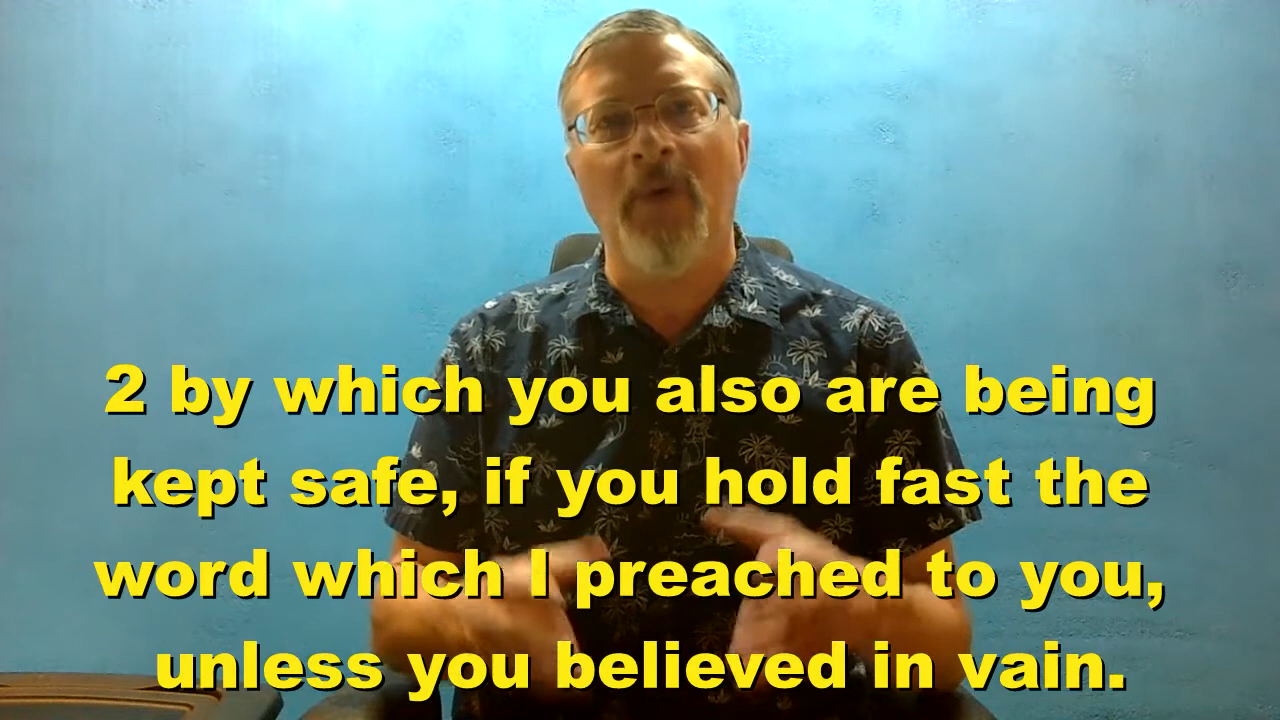 2 by which you also are being
kept safe, if you hold fast the
word which I preached to you,
unless you believed in vain.